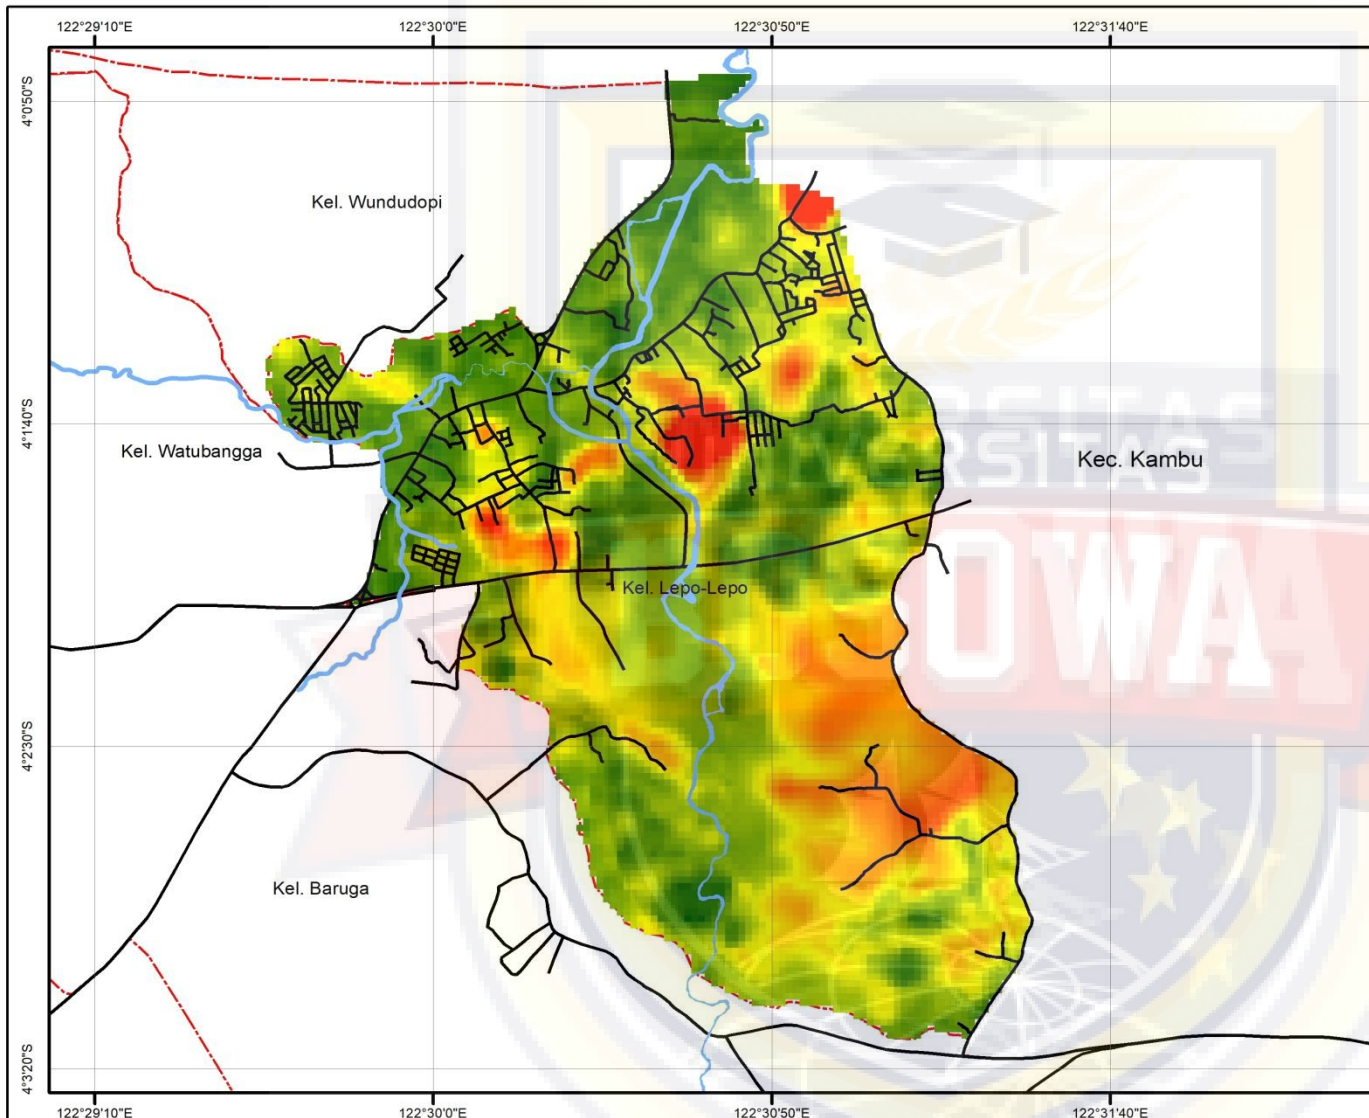 122°29'10"E 122°30'0"E 122°30'50"E 122°31'40"E
4°0'50"S
Kel. Wundudopi
4°1'40"S
Kel. Watubangga
Kec. Kambu
UNIVERSITAS
BOSOWA
Kel. Lepo-Lepo
4°2'30"S
Kel. Baruga
4°3'20"S
122°29'10"E 122°30'0"E 122°30'50"E 122°31'40"E